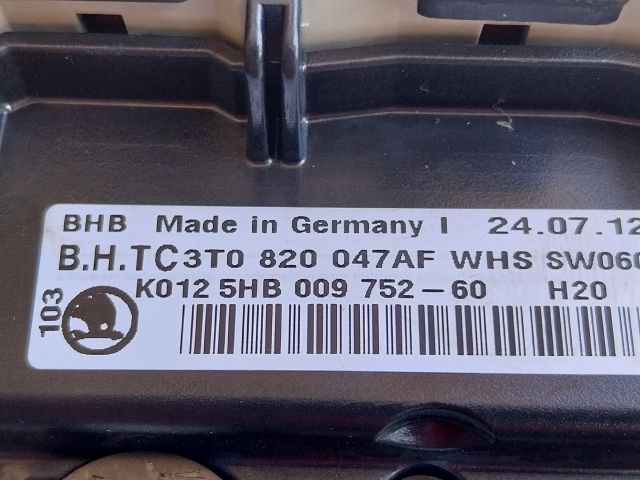 BHB Made in Germany I 24.07.12
B.H.TC 3T0 820 047AF WHS SW060
K012 5HB 009 752-60 H20
103